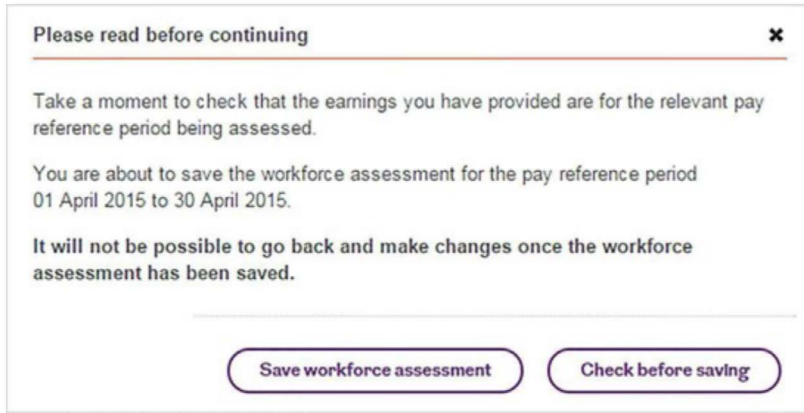 Please read before continuing
Take a moment to check that the earnings you have provided are for the relevant pay
reference period being assessed.
You are about to save the workforce assessment for the pay reference period
01 April 2015 to 30 April 2015.
It will not be possible to go back and make changes once the workforce
assessment has been saved.
Save workforce assessment
Check before saving